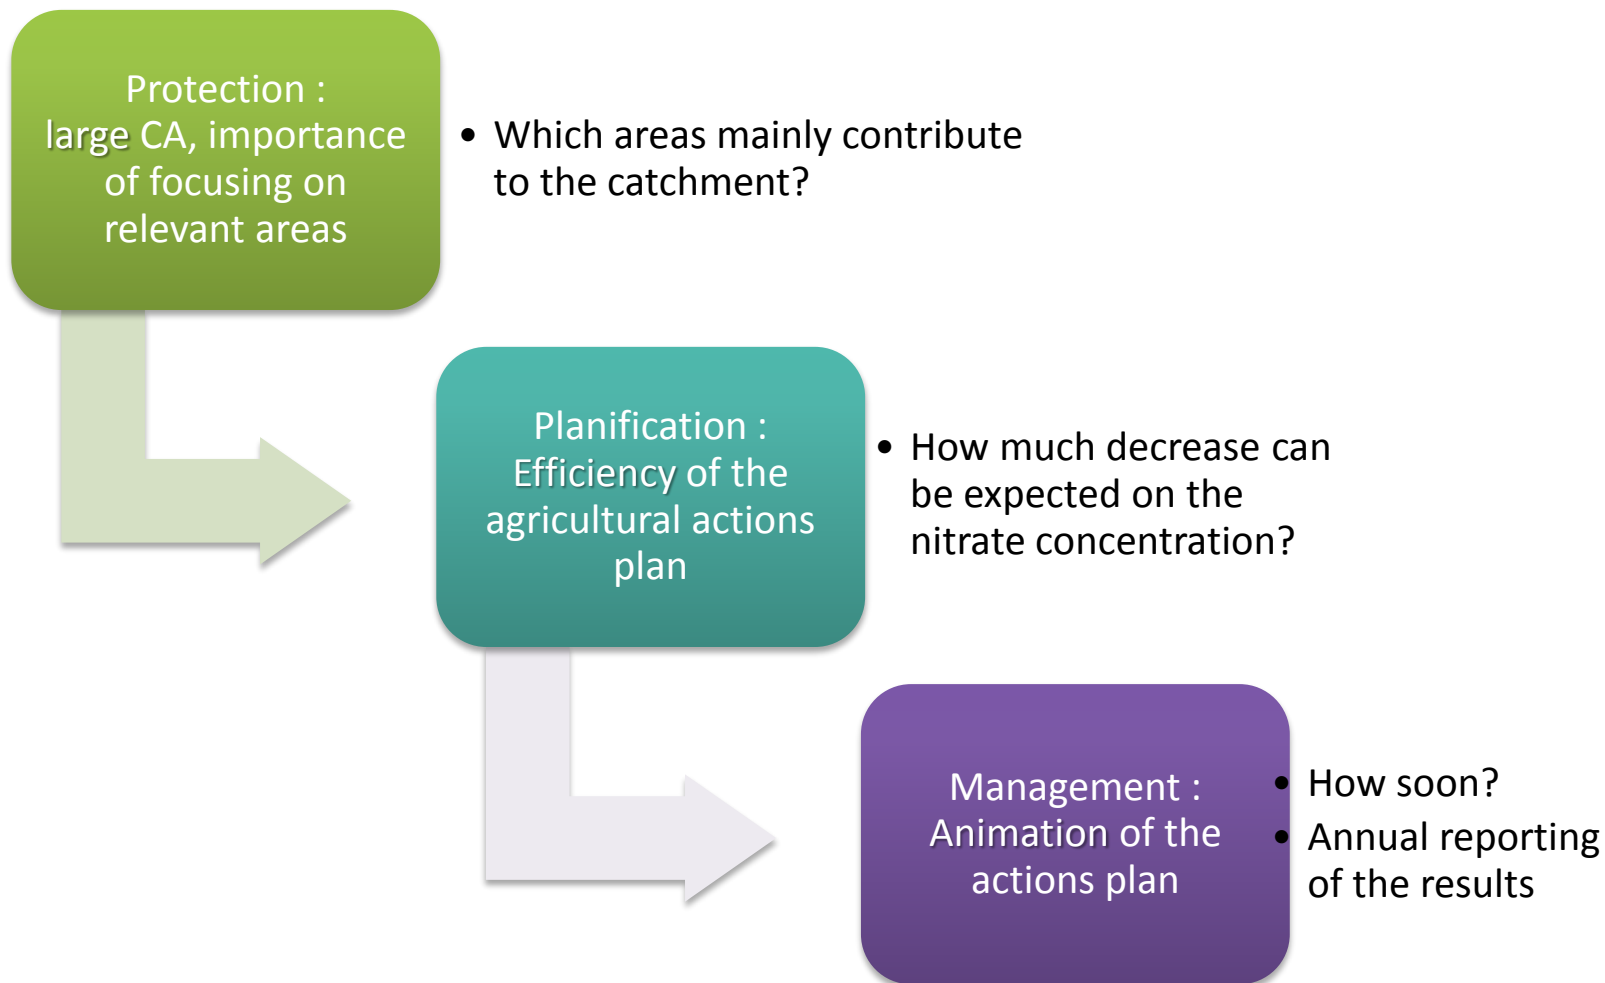 Protection :
large CA, importance
of focusing on
relevant areas
• Which areas mainly contribute
to the catchment?
Planification :
Efficiency of the
agricultural actions
plan
• How much decrease can
be expected on the
nitrate concentration?
Management :
Animation of the
actions plan
• How soon?
• Annual reporting
of the results